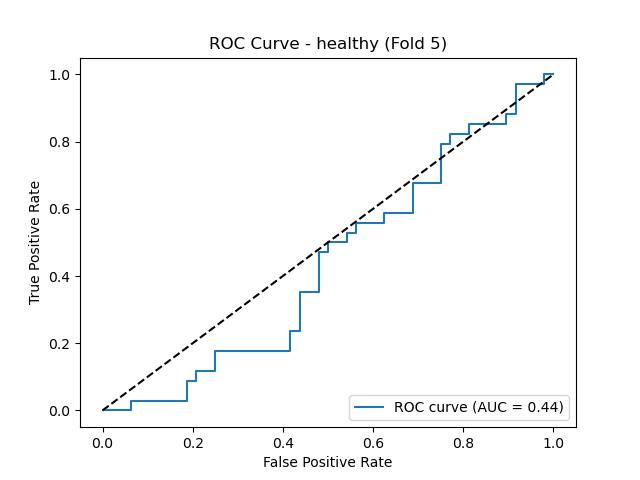 ROC Curve - healthy (Fold 5)
1.0
0.8
0.6
0.4
0.2
0.0
True Positive Rate
ROC curve (AUC = 0.44)
0.0 0.2 0.4 0.6 0.8 1.0
False Positive Rate